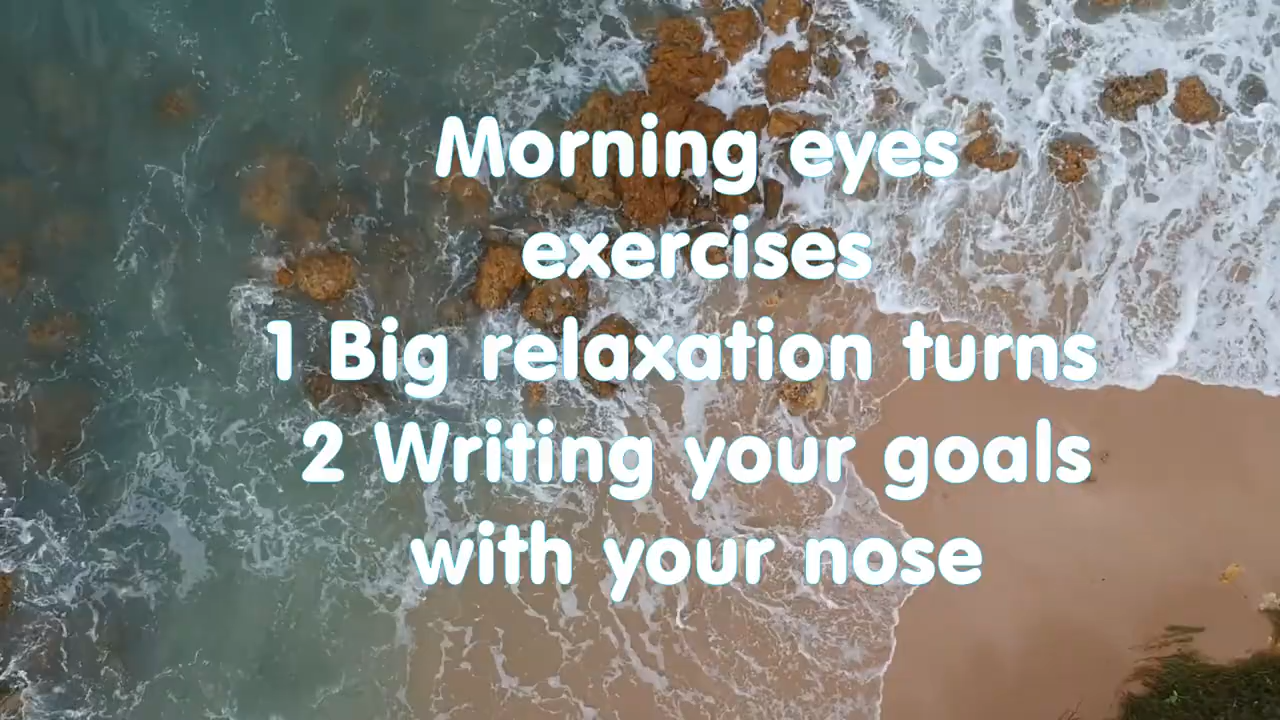 Morning eyes
exercises
1 Big relaxation turns
2 Writing your goals
with your nose